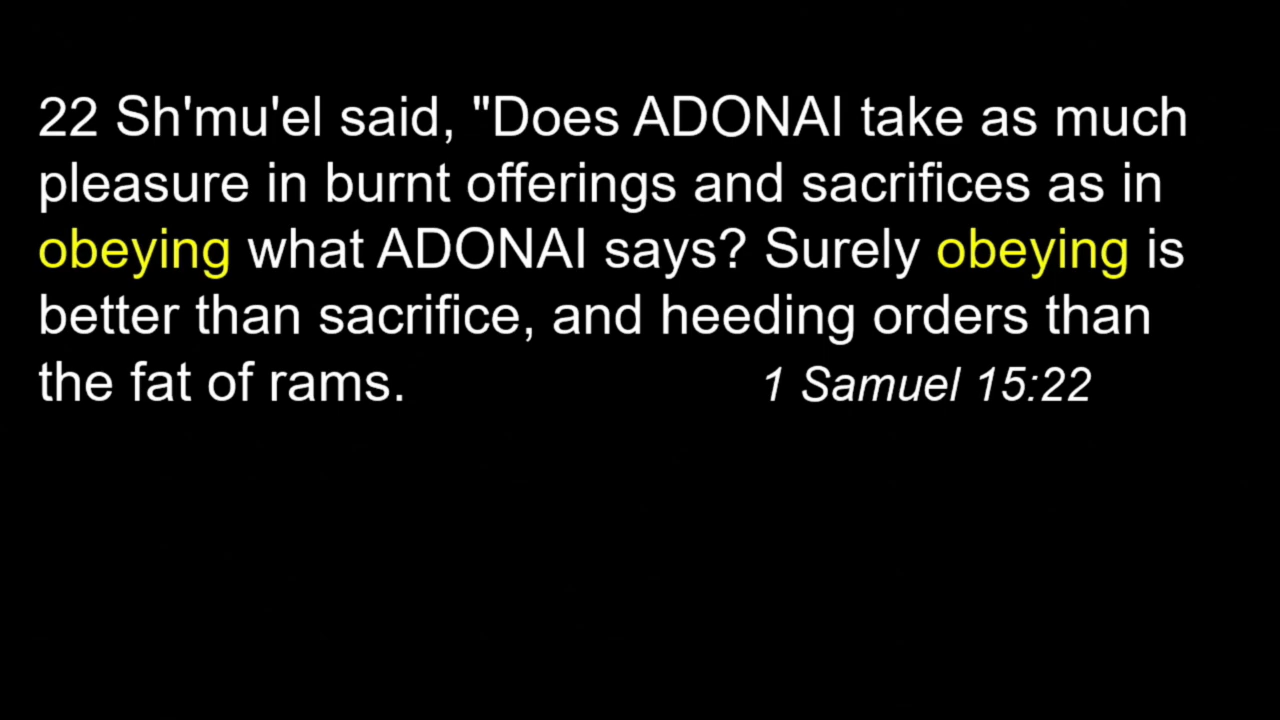 22 Sh'mu'el said, "Does ADONAI take as much
pleasure in burnt offerings and sacrifices as in
obeying what ADONAI says? Surely obeying is
better than sacrifice, and heeding orders than
the fat of rams. 1 Samuel 15:22